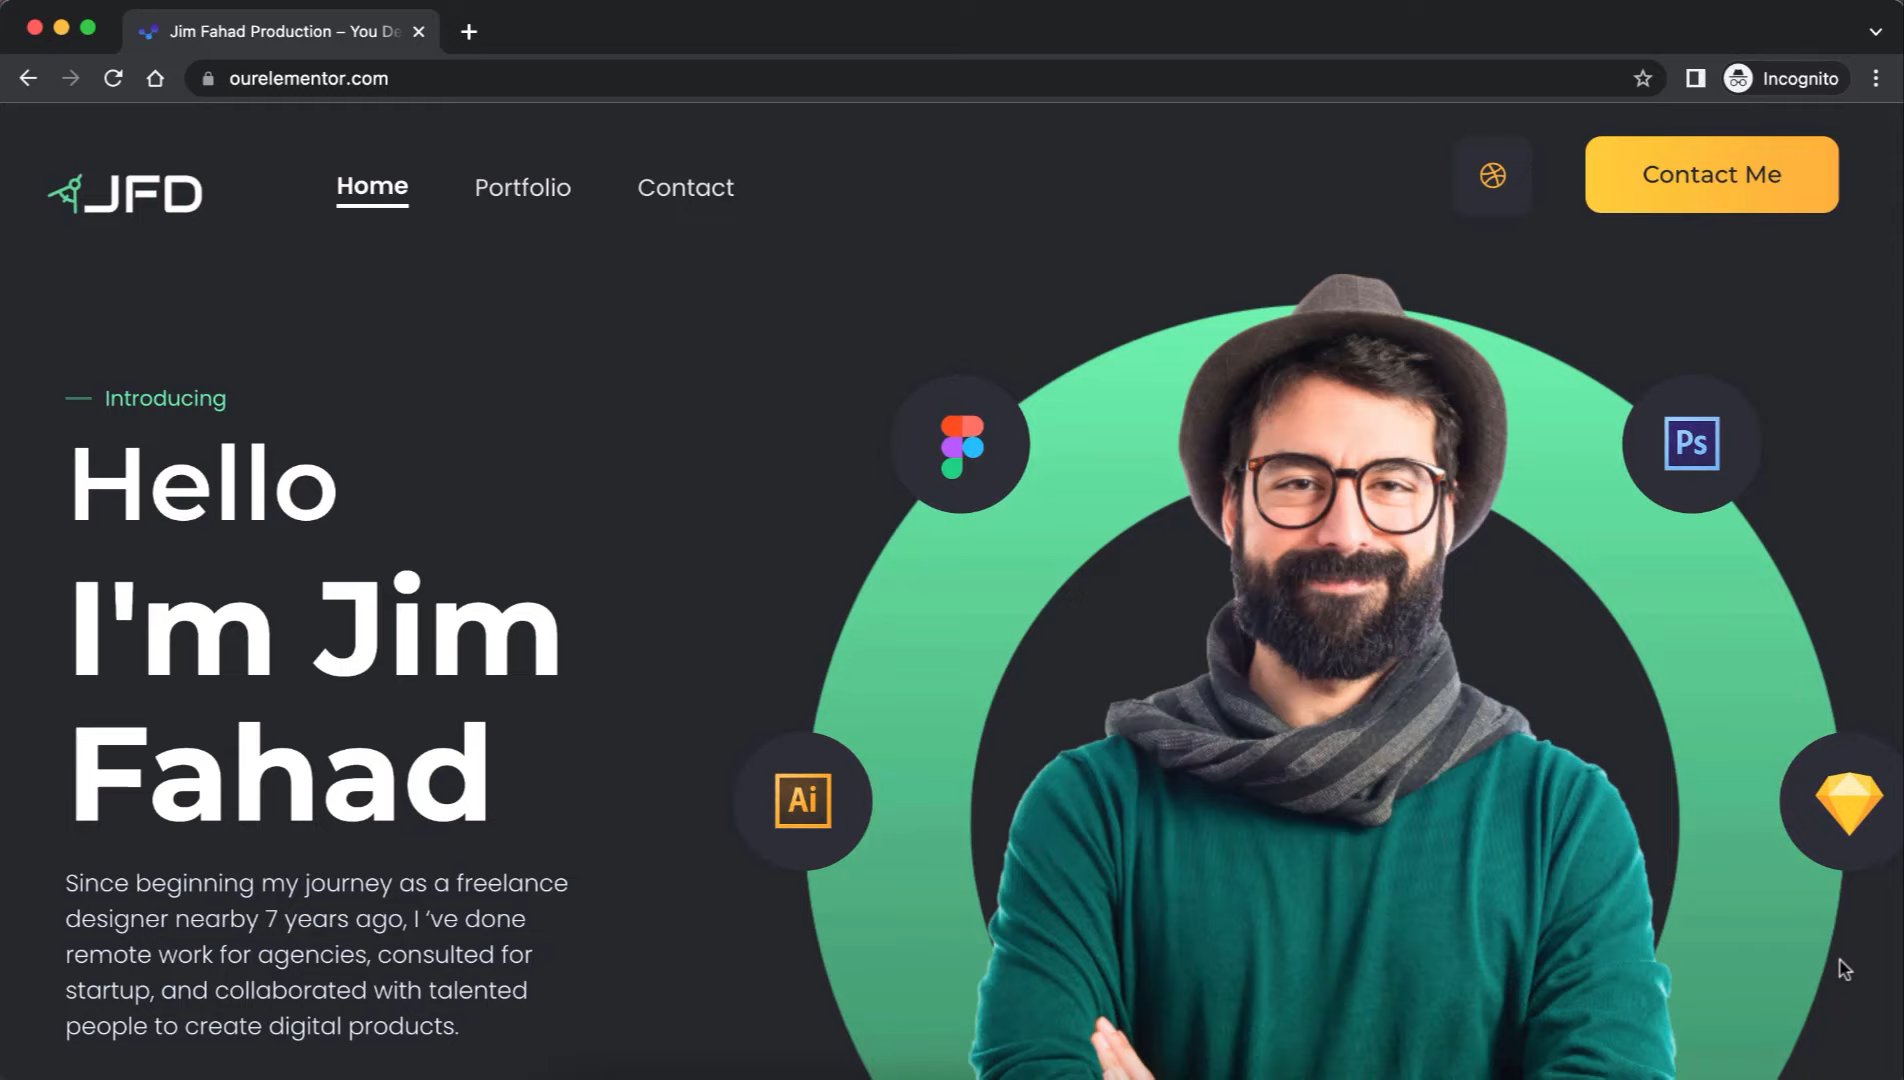 Jim Fahad Production – You De
ourelementor.com
Incognito
JFD
Home
Portfolio
Contact
Contact Me
Introducing
Hello
I'm Jim
Fahad
Since beginning my journey as a freelance
designer nearby 7 years ago, I ‘ve done
remote work for agencies, consulted for
startup, and collaborated with talented
people to create digital products.
Ps
Ai